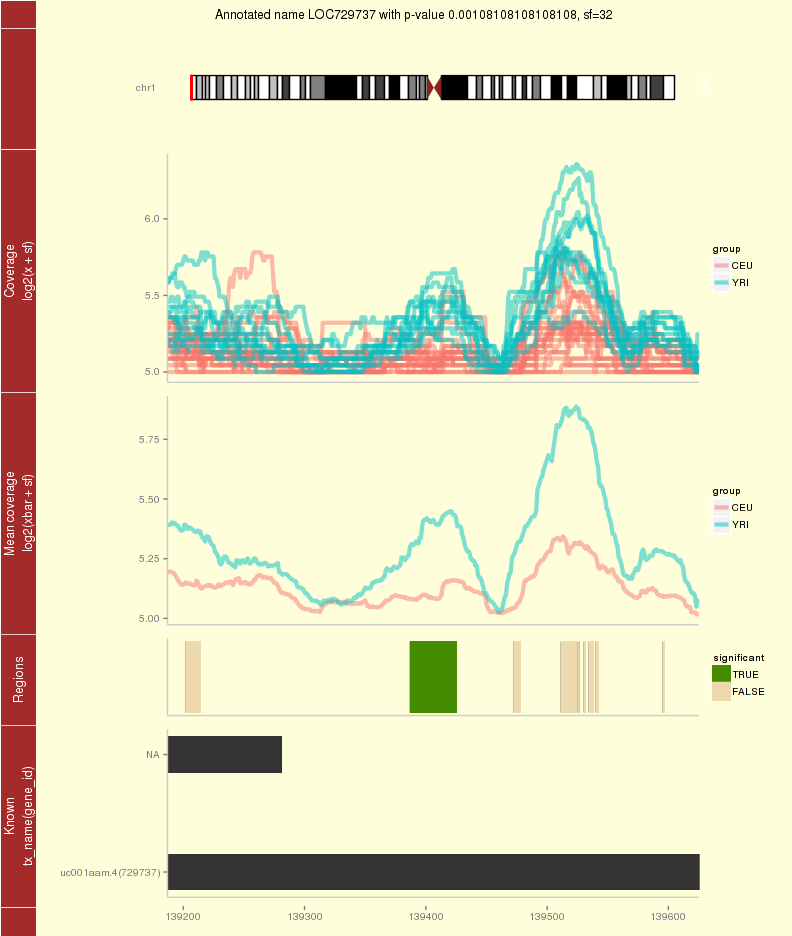 Annotated name LOC729737 with p-value 0.00108108108108108, sf=32
chr1
Coverage
log2(x + sf)
6.0
5.5
5.0
group
CEU
YRI
Mean coverage
log2(xbar + sf)
5.75
5.50
5.25
5.00
group
CEU
YRI
Regions
significant
TRUE
FALSE
Known
tx_name(gene_id)
NA
uc001aam.4(729737)
139200
139300
139400
139500
139600